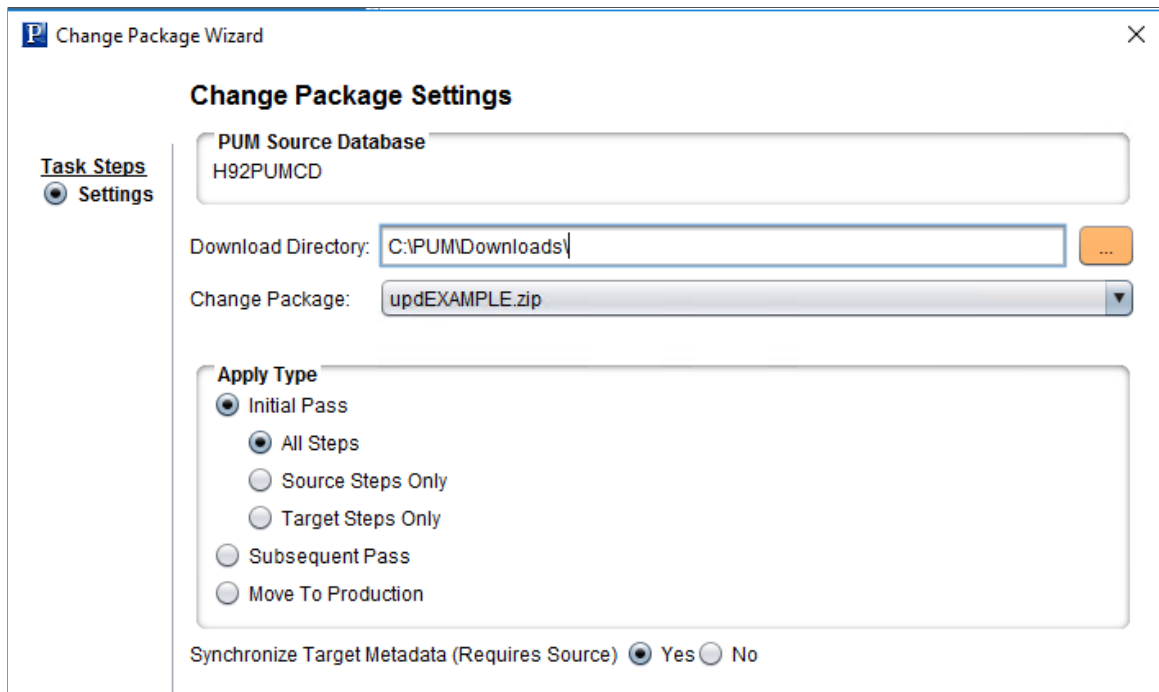 P Change Package Wizard
Change Package Settings
PUM Source Database
H92PUMCD
Task Steps
Settings
Download Directory: C:\PUM\Downloads\ ...
Change Package: updEXAMPLE.zip
Apply Type
Initial Pass
All Steps
Source Steps Only
Target Steps Only
Subsequent Pass
Move To Production
Synchronize Target Metadata (Requires Source) Yes No